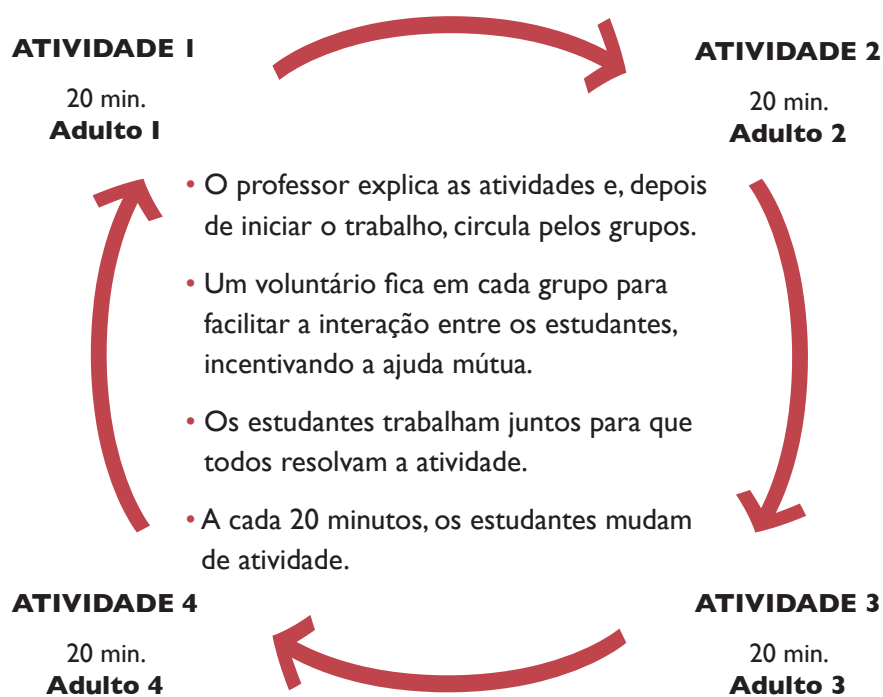 ATIVIDADE 1
20 min.
Adulto 1
ATIVIDADE 2
20 min.
Adulto 2
• O professor explica as atividades e, depois
de iniciar o trabalho, circula pelos grupos.
• Um voluntário fica em cada grupo para
facilitar a interação entre os estudantes,
incentivando a ajuda mútua.
• Os estudantes trabalham juntos para que
todos resolvam a atividade.
• A cada 20 minutos, os estudantes mudam
de atividade.
ATIVIDADE 4
20 min.
Adulto 4
ATIVIDADE 3
20 min.
Adulto 3